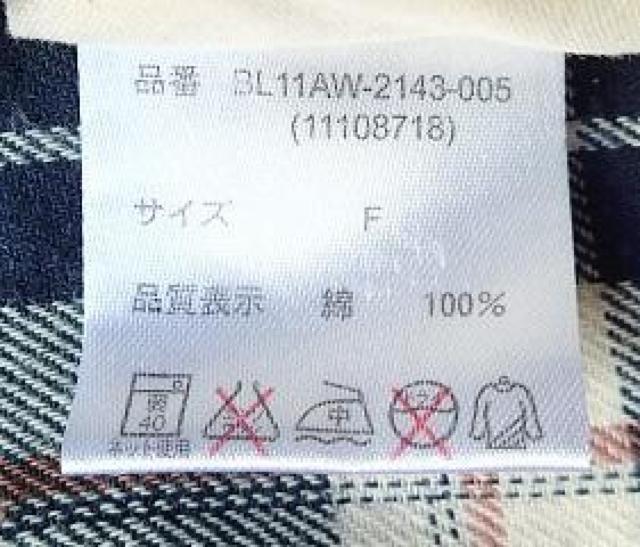 品番 BL11AW-2143-005
(11108718)
サイズ F
品質表示 綿 100%
40 中
ネット使用